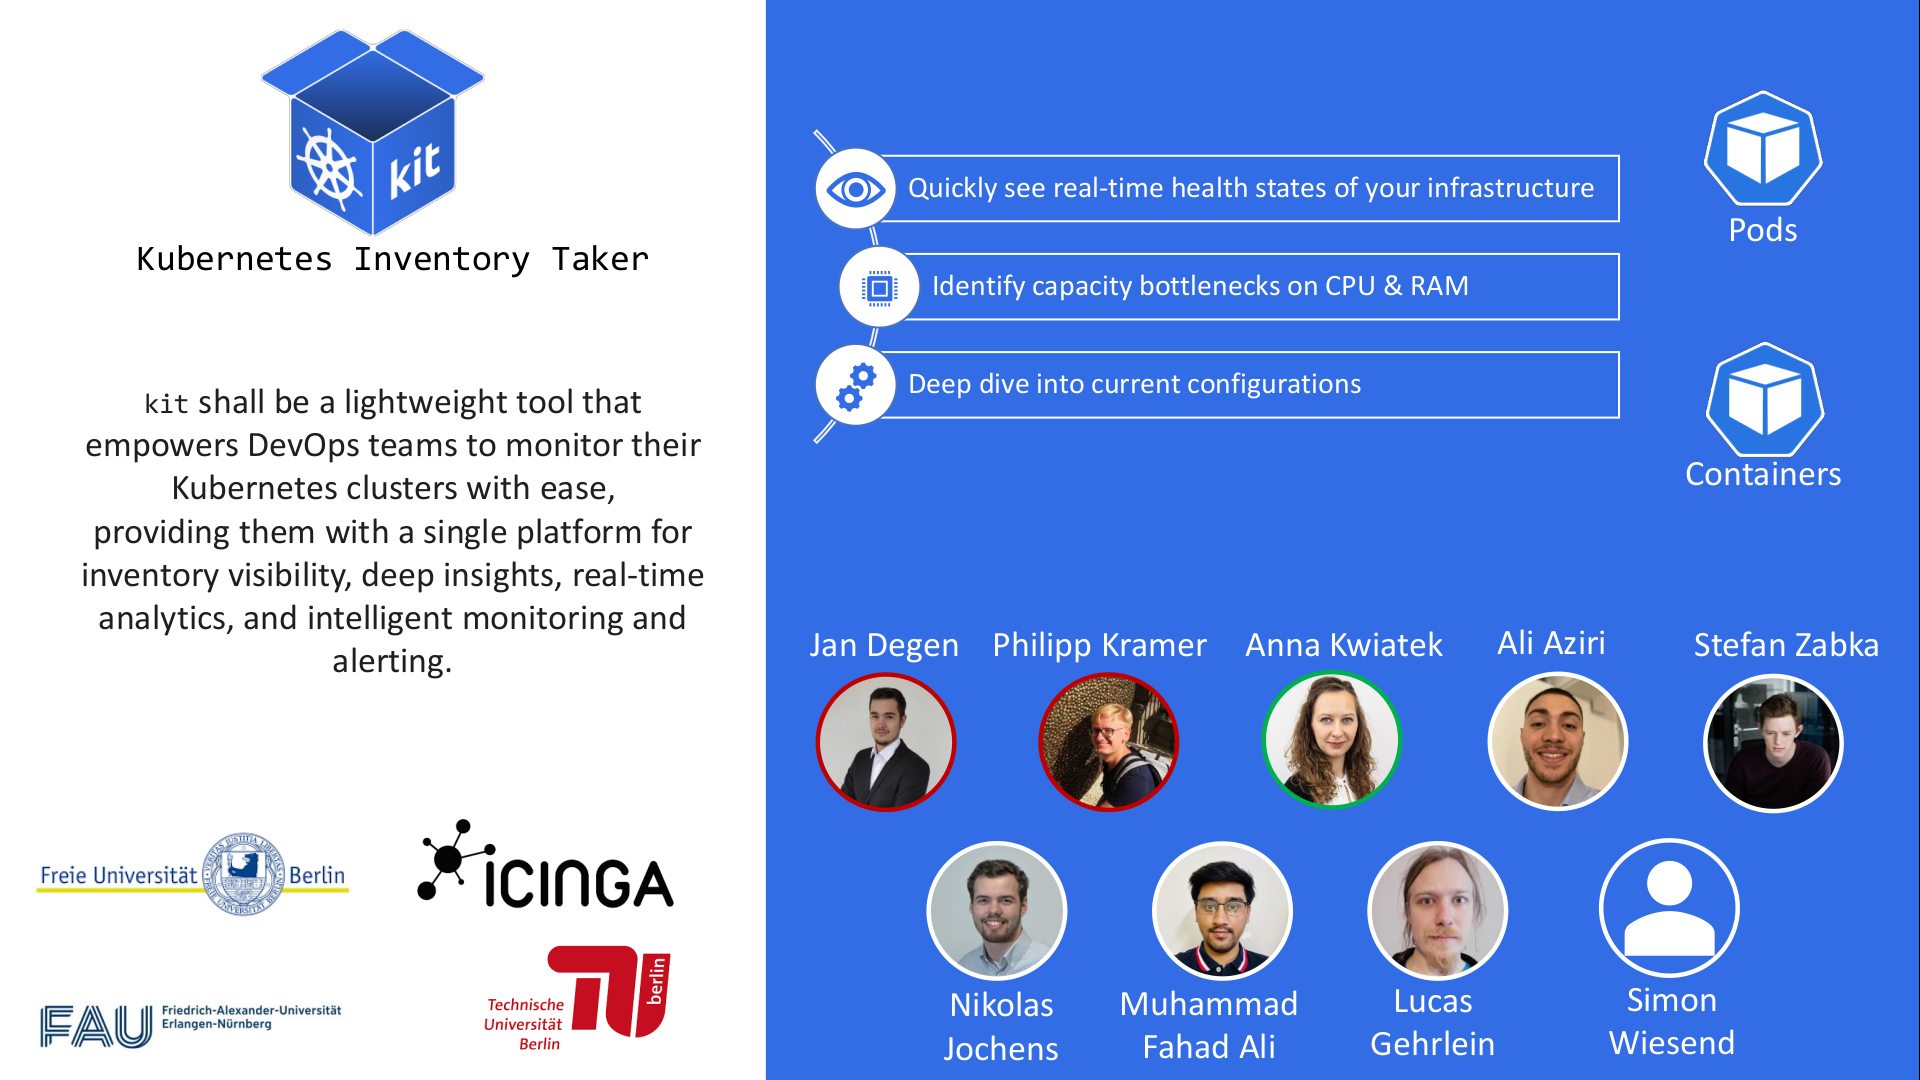 kit
Kubernetes Inventory Taker
kit shall be a lightweight tool that
empowers DevOps teams to monitor their
Kubernetes clusters with ease,
providing them with a single platform for
inventory visibility, deep insights, real-time
analytics, and intelligent monitoring and
alerting.
Freie Universität Berlin
ICINGA
FAU Friedrich-Alexander-Universität
Erlangen-Nürnberg
Technische
Universität
Berlin
berlin
Quickly see real-time health states of your infrastructure
Identify capacity bottlenecks on CPU & RAM
Deep dive into current configurations
Pods
Containers
Jan Degen
Philipp Kramer
Anna Kwiatek
Ali Aziri
Stefan Zabka
Nikolas
Jochens
Muhammad
Fahad Ali
Lucas
Gehrlein
Simon
Wiesend